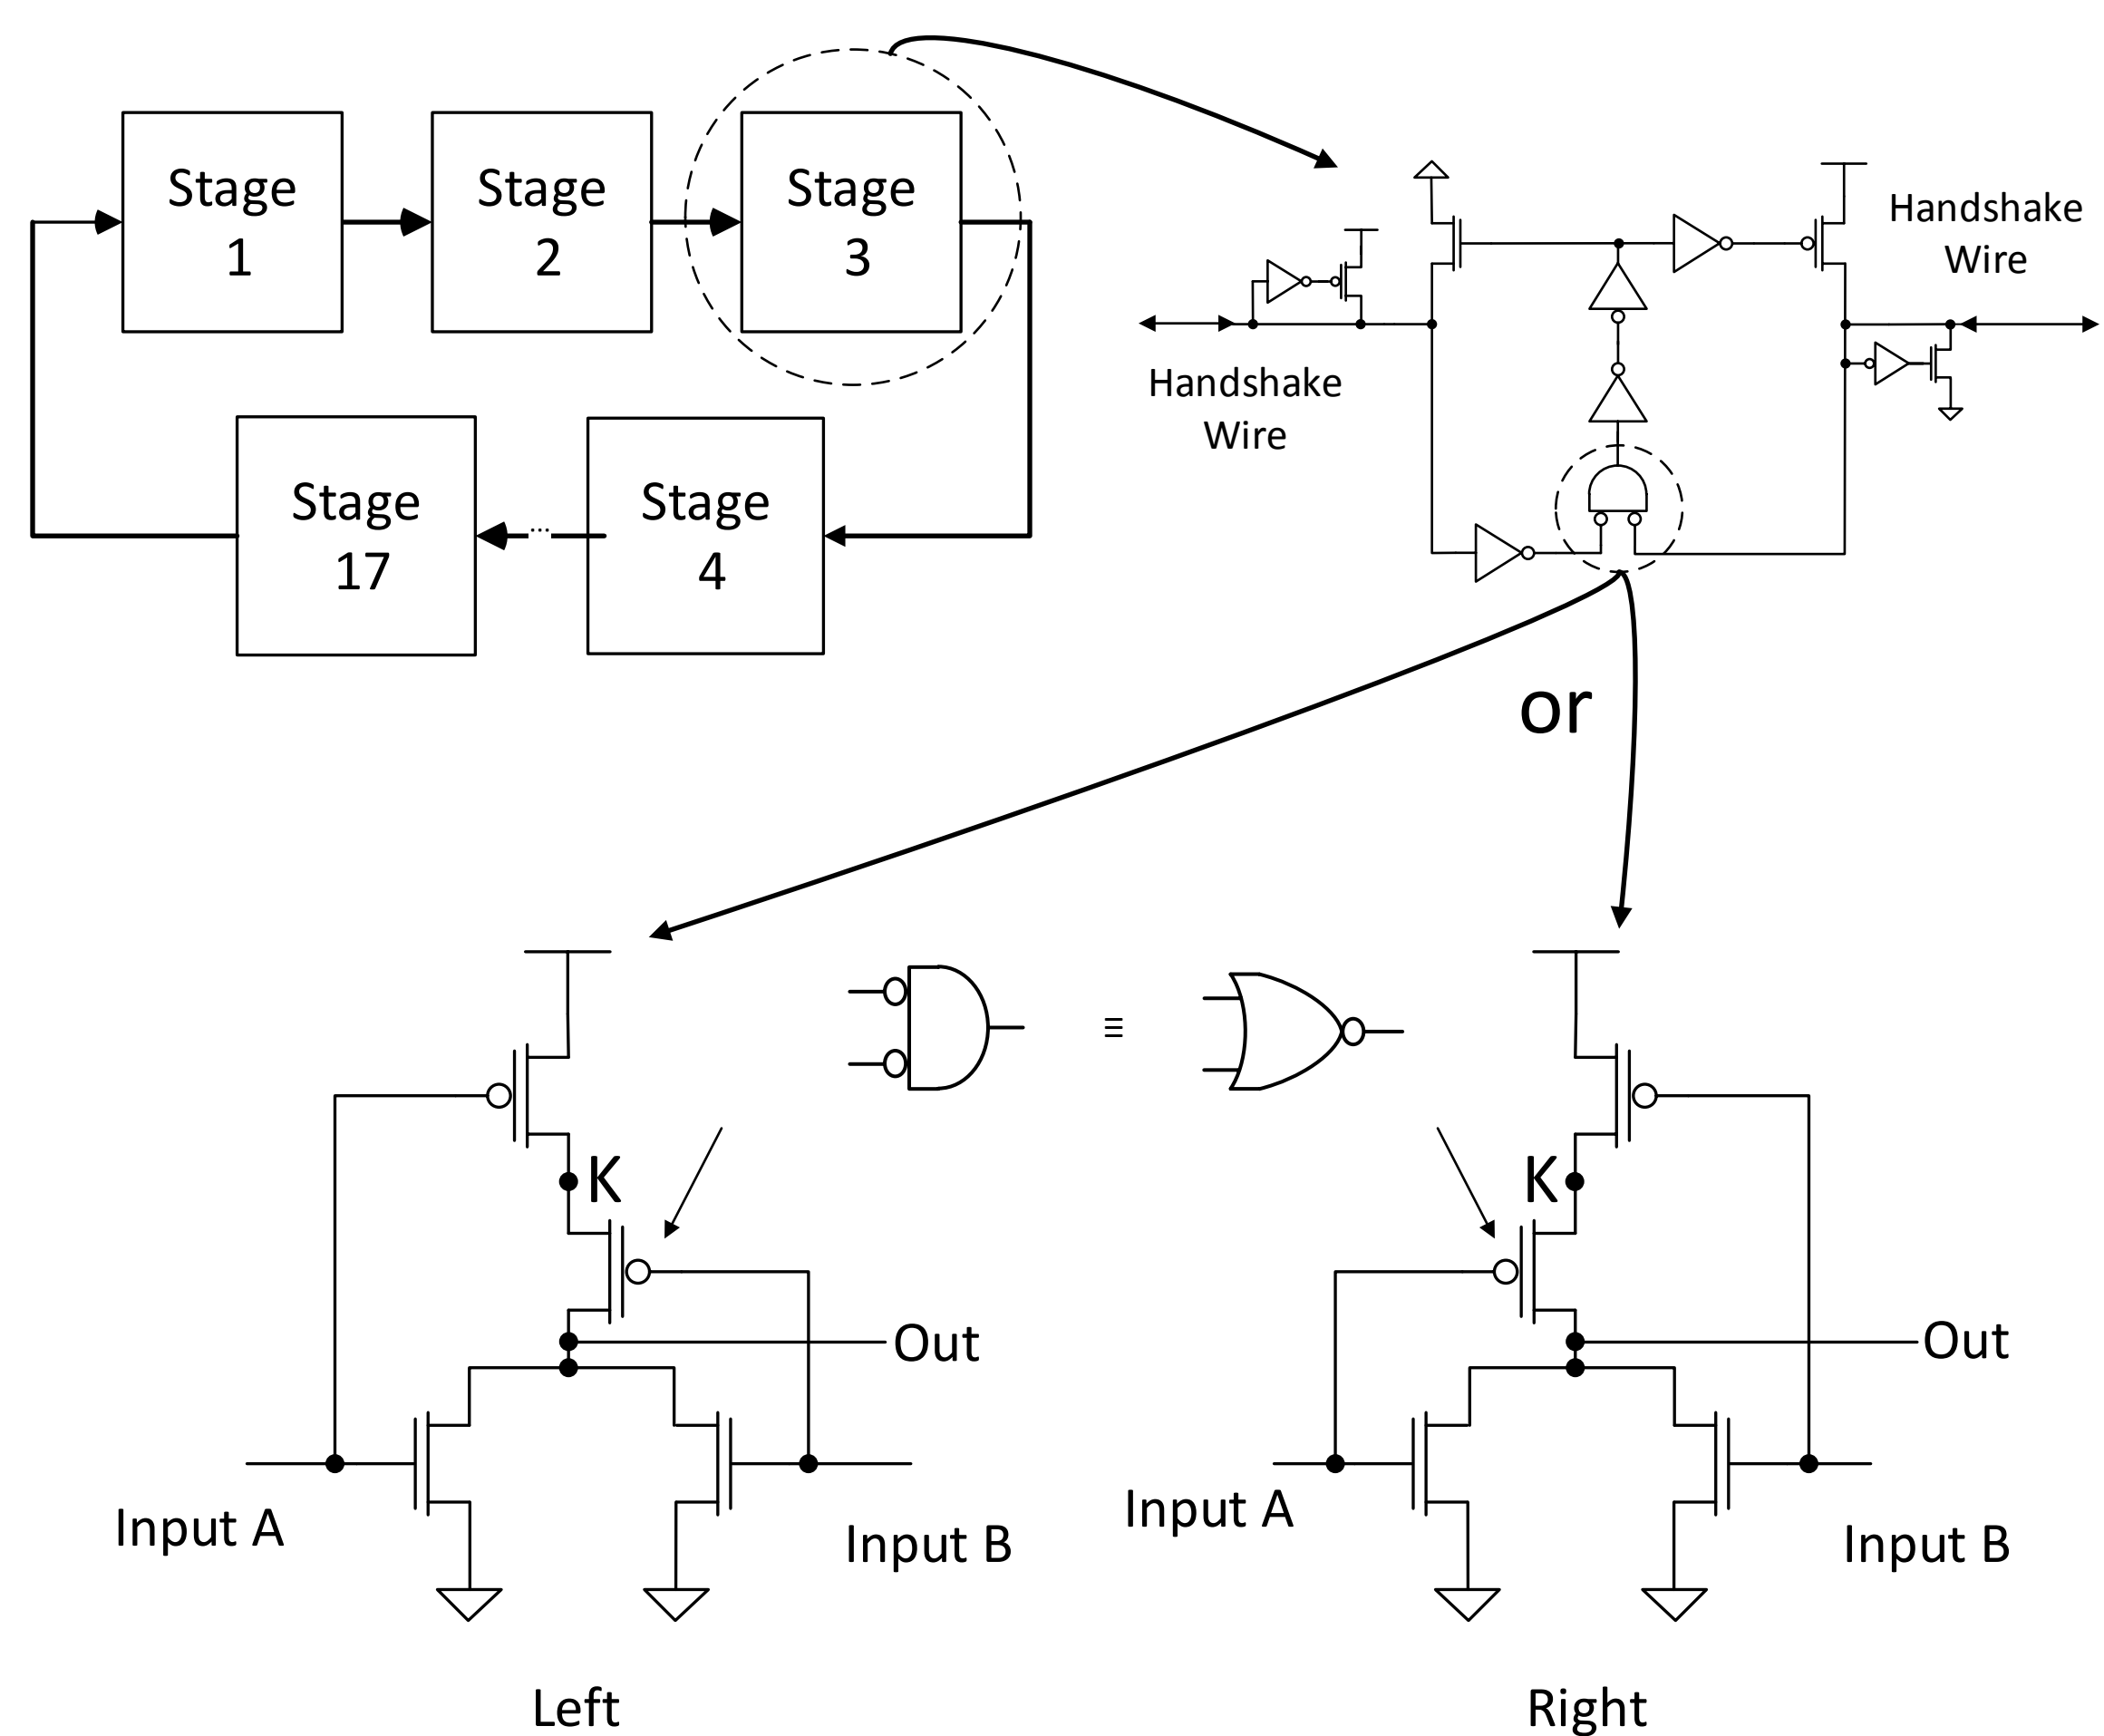 Stage
1
Stage
2
Stage
3
Handshake
Wire
Handshake
Wire
Stage
17
...
Stage
4
or
≡
K
K
Out
Out
Input A
Input B
Input A
Input B
Left
Right